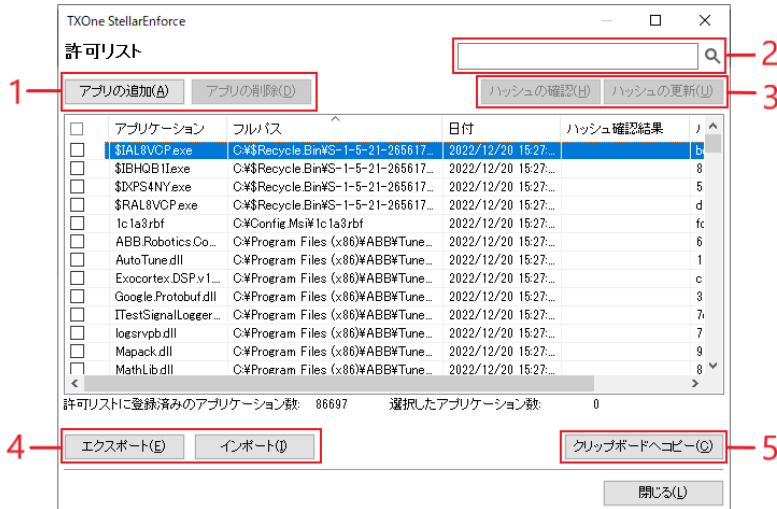 TXOne StellarEnforce
許可リスト
2
1 アプリの追加(A) アプリの削除(D) ハッシュの確認(H) ハッシュの更新(U) 3
アプリケーション フルパス 日付 ハッシュ確認結果
$IAL8VCP.exe C:¥$Recycle.Bin¥S-1-5-21-265617... 2022/12/20 15:27:...
$IBHQB1I.exe C:¥$Recycle.Bin¥S-1-5-21-265617... 2022/12/20 15:27:... 8
$IXPS4NY.exe C:¥$Recycle.Bin¥S-1-5-21-265617... 2022/12/20 15:27:... 5
$RAL8VCP.exe C:¥$Recycle.Bin¥S-1-5-21-265617... 2022/12/20 15:27:... d
1c1a3.rbf C:¥Config.Msi¥1c1a3.rbf 2022/12/20 15:27:... fc
ABB.Robotics.Co... C:¥Program Files (x86)¥ABB¥Tune... 2022/12/20 15:27:... 6
AutoTune.dll C:¥Program Files (x86)¥ABB¥Tune... 2022/12/20 15:27:... 1
Exocortex.DSP.v1.... C:¥Program Files (x86)¥ABB¥Tune... 2022/12/20 15:27:... c
Google.Protobuf.dll C:¥Program Files (x86)¥ABB¥Tune... 2022/12/20 15:27:... 3
ITestSignalLogger... C:¥Program Files (x86)¥ABB¥Tune... 2022/12/20 15:27:... 7
logsrvpb.dll C:¥Program Files (x86)¥ABB¥Tune... 2022/12/20 15:27:... 7
Mapack.dll C:¥Program Files (x86)¥ABB¥Tune... 2022/12/20 15:27:... 9
MathLib.dll C:¥Program Files (x86)¥ABB¥Tune... 2022/12/20 15:27:... 8
許可リストに登録済みのアプリケーション数: 86697 選択したアプリケーション数: 0
4 エクスポート(E) インポート(I) クリップボードへコピー(C) 5
閉じる(L)